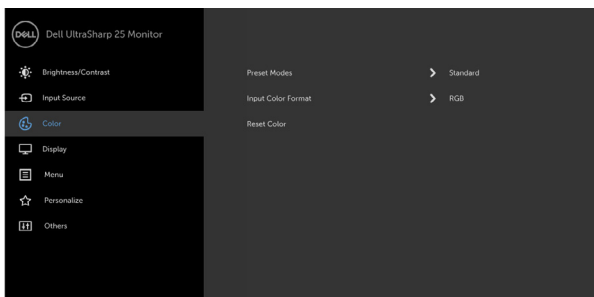 DELL Dell UltraSharp 25 Monitor
Brightness/Contrast
Preset Modes Standard
Input Source
Input Color Format RGB
Color
Reset Color
Display
Menu
Personalize
Others